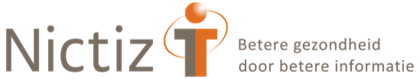 Nictiz
Betere gezondheid
door betere informatie